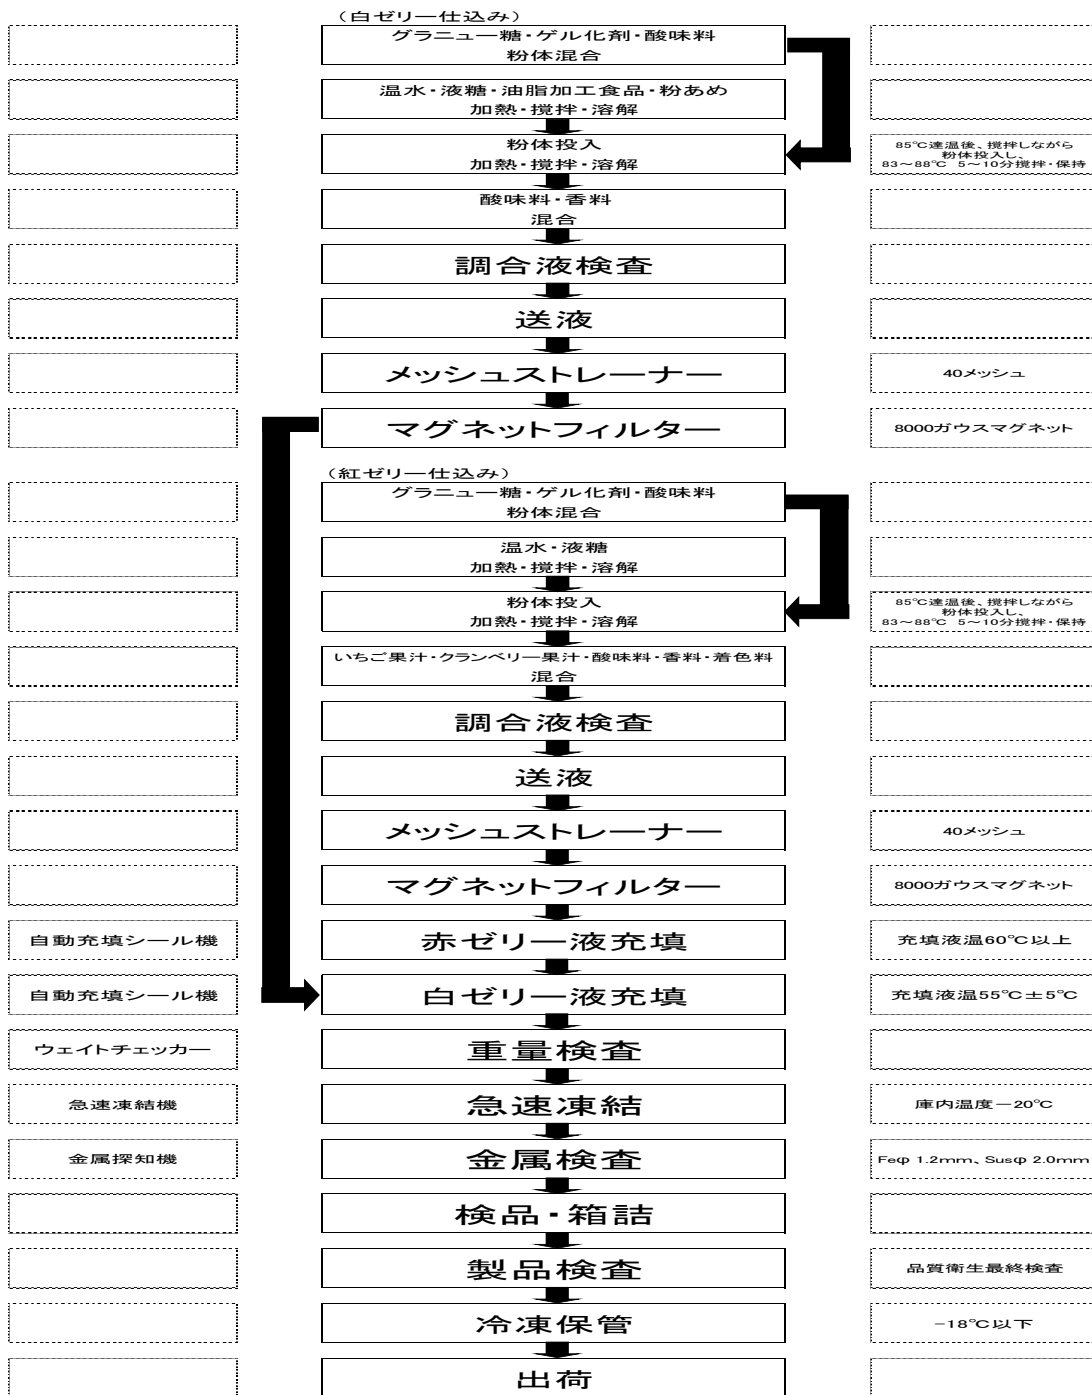 (白ゼリー仕込み)
グラニュー糖・ゲル化剤・酸味料
粉体混合
温水・液糖・油脂加工食品・粉あめ
加熱・撹拌・溶解
粉体投入
加熱・撹拌・溶解
85℃達温後、撹拌しながら
粉体投入し、
83～88℃ 5～10分撹拌・保持
酸味料・香料
混合
調合液検査
送液
メッシュストレーナー
40メッシュ
マグネットフィルター
8000ガウスマグネット
(紅ゼリー仕込み)
グラニュー糖・ゲル化剤・酸味料
粉体混合
温水・液糖
加熱・撹拌・溶解
粉体投入
加熱・撹拌・溶解
85℃達温後、撹拌しながら
粉体投入し、
83～88℃ 5～10分撹拌・保持
いちご果汁・クランベリー果汁・酸味料・香料・着色料
混合
調合液検査
送液
メッシュストレーナー
40メッシュ
マグネットフィルター
8000ガウスマグネット
自動充填シール機
赤ゼリー液充填
充填液温60℃以上
自動充填シール機
白ゼリー液充填
充填液温55℃±5℃
ウェイトチェッカー
重量検査
急速凍結機
急速凍結
庫内温度－20℃
金属探知機
金属検査
Feφ 1.2mm、Susφ 2.0mm
検品・箱詰
製品検査
品質衛生最終検査
冷凍保管
-18℃以下
出荷